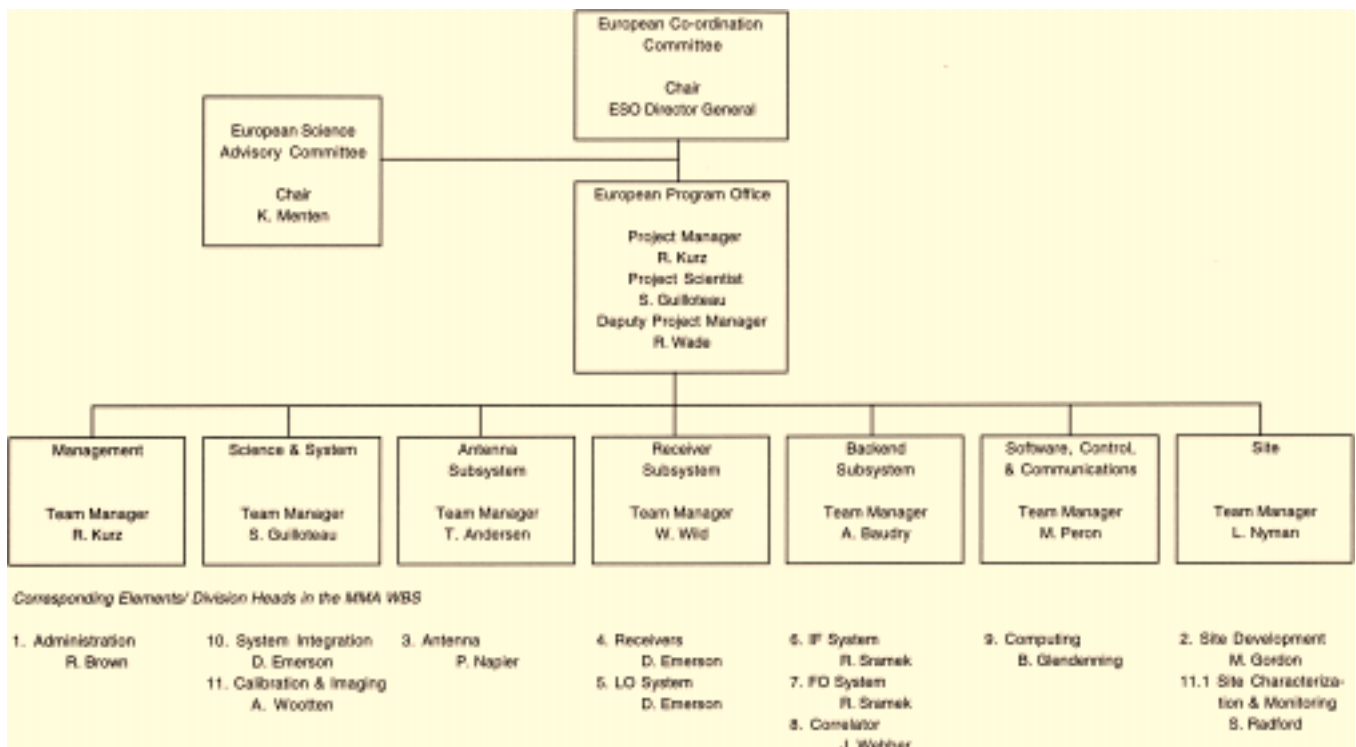 European Co-ordination
Committee
Chair
ESO Director General
European Science
Advisory Committee
Chair
K. Menten
European Program Office
Project Manager
R. Kurz
Project Scientist
S. Guilloteau
Deputy Project Manager
R. Wade
Management
Team Manager
R. Kurz
Science & System
Team Manager
S. Guilloteau
Antenna
Subsystem
Team Manager
T. Andersen
Receiver
Subsystem
Team Manager
W. Wild
Backend
Subsystem
Team Manager
A. Baudry
Software, Control,
& Communications
Team Manager
M. Peron
Site
Team Manager
L. Nyman
Corresponding Elements/ Division Heads in the MMA WBS
1. Administration
R. Brown
10. System Integration
D. Emerson
11. Calibration & Imaging
A. Wootten
3. Antenna
P. Napier
4. Receivers
D. Emerson
5. LO System
D. Emerson
6. IF System
R. Sramek
7. FO System
R. Sramek
8. Correlator
J. Webber
9. Computing
B. Glendenning
2. Site Development
M. Gordon
11.1 Site Characteriza-
tion & Monitoring
S. Radford